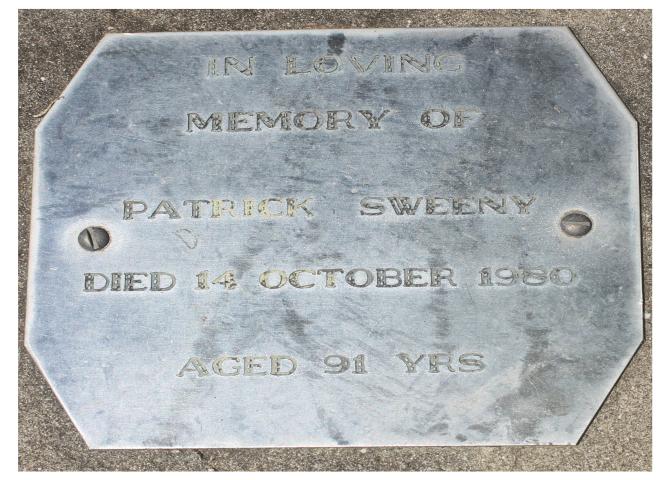 IN LOVING
MEMORY OF
PATRICK SWEENY
DIED 14 OCTOBER 1980
AGED 91 YRS